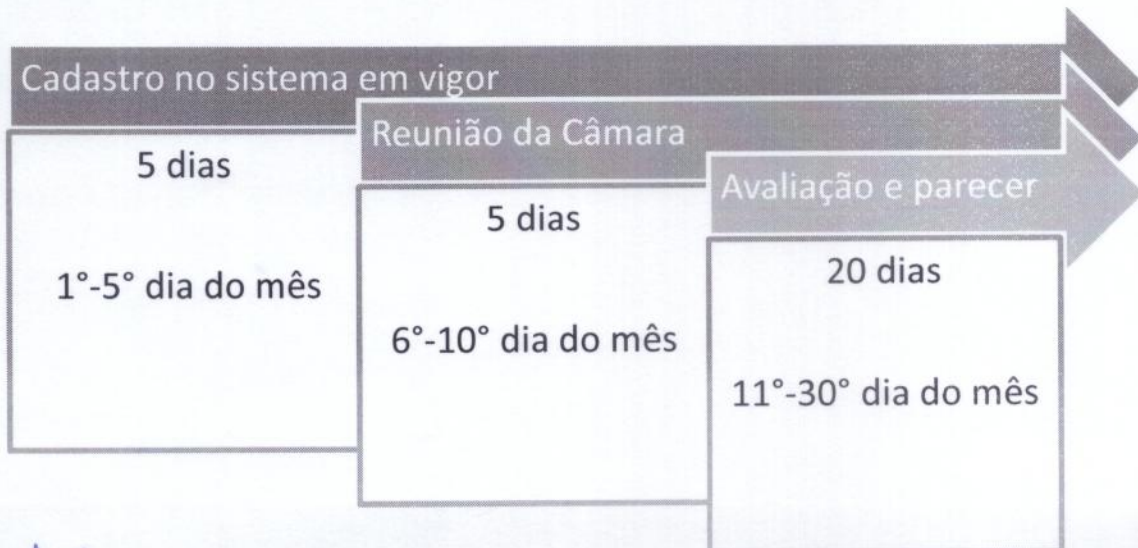 Cadastro no sistema em vigor
5 dias
1°-5° dia do mês
Reunião da Câmara
5 dias
6°-10° dia do mês
Avaliação e parecer
20 dias
11°-30° dia do mês